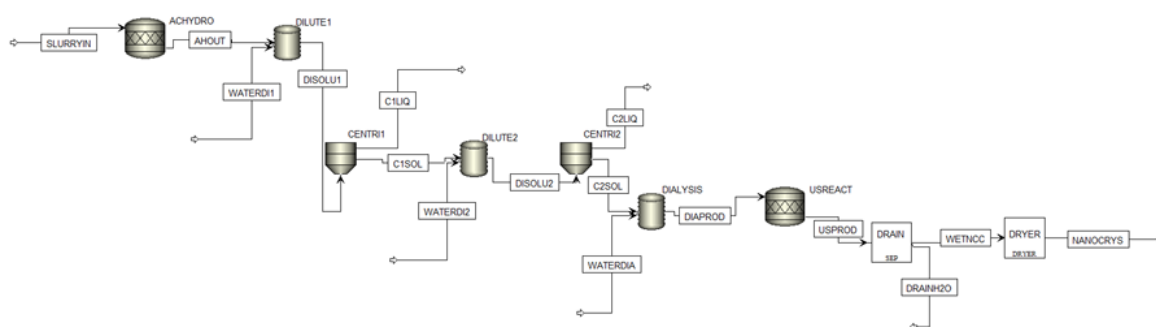 ACHYDRO
DILUTE1
SLURRYIN
AHOUT
WATERDI1
DISOLU1
C1LIQ
CENTRI1
C1SOL
DILUTE2
WATERDI2
DISOLU2
CENTRI2
C2LIQ
C2SOL
DIALYSIS
WATERDIA
DIAPROD
USREACT
USPROD
DRAIN
SEP
WETNCC
DRAINH2O
DRYER
DRYER
NANOCRYS